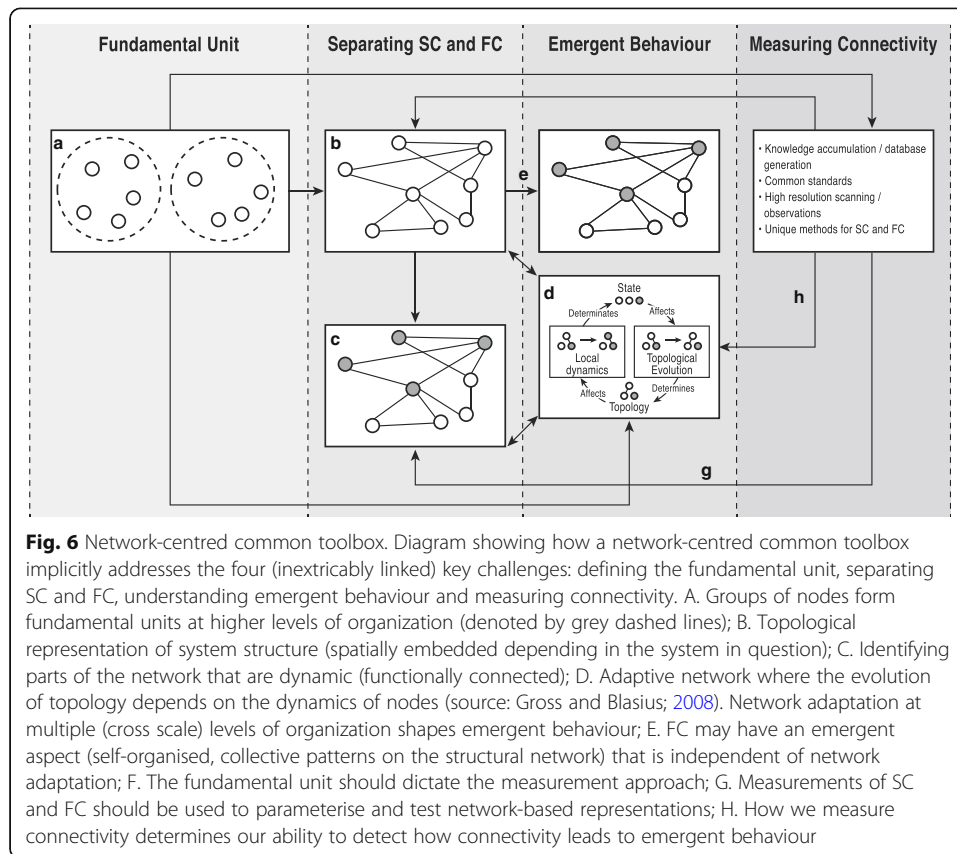 Fundamental Unit
Separating SC and FC
Emergent Behaviour
Measuring Connectivity
a
b
e
• Knowledge accumulation / database
generation
• Common standards
• High resolution scanning /
observations
• Unique methods for SC and FC
c
d
State
Determinates
Affects
Local
dynamics
Topological
Evolution
Affects
Determines
Topology
h
g
Fig. 6 Network-centred common toolbox. Diagram showing how a network-centred common toolbox
implicitly addresses the four (inextricably linked) key challenges: defining the fundamental unit, separating
SC and FC, understanding emergent behaviour and measuring connectivity. A. Groups of nodes form
fundamental units at higher levels of organization (denoted by grey dashed lines); B. Topological
representation of system structure (spatially embedded depending in the system in question); C. Identifying
parts of the network that are dynamic (functionally connected); D. Adaptive network where the evolution
of topology depends on the dynamics of nodes (source: Gross and Blasius; 2008). Network adaptation at
multiple (cross scale) levels of organization shapes emergent behaviour; E. FC may have an emergent
aspect (self-organised, collective patterns on the structural network) that is independent of network
adaptation; F. The fundamental unit should dictate the measurement approach; G. Measurements of SC
and FC should be used to parameterise and test network-based representations; H. How we measure
connectivity determines our ability to detect how connectivity leads to emergent behaviour